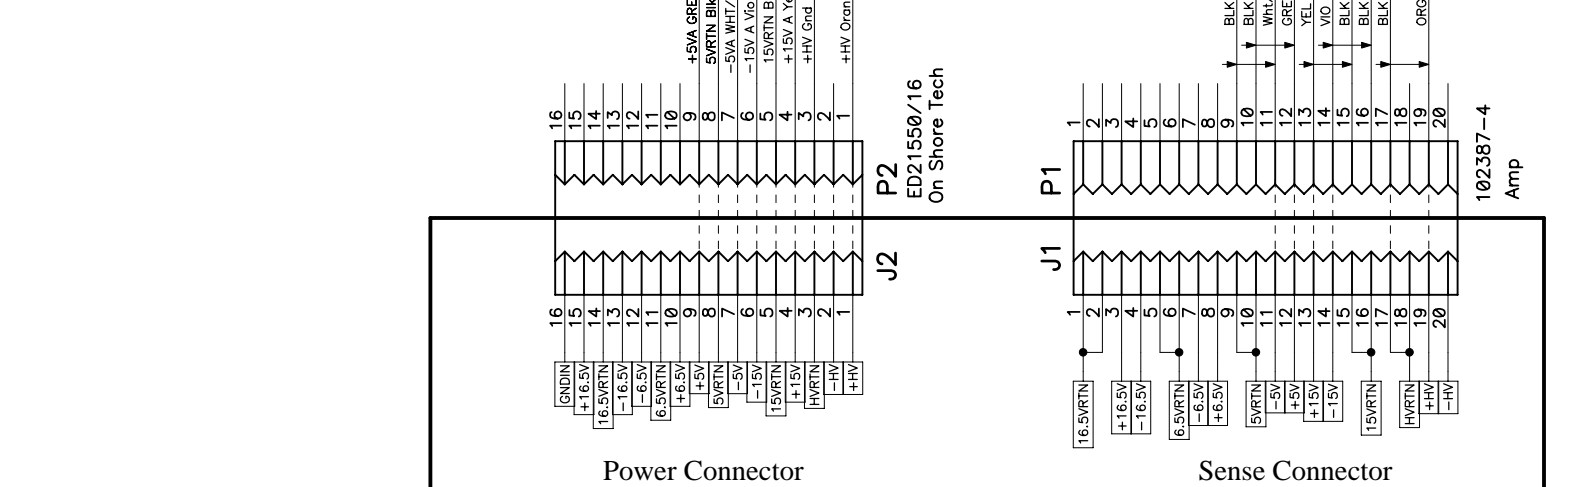 +5VA GRE
5VRTN Blk
-5VA WHT/
-15V A Vio
15VRTN B
+15V A Ye
+HV Gnd
+HV Oran
BLK
BLK
Wht/
GRE
YEL
VIO
BLK
BLK
BLK
ORG
16 15 14 13 12 11 10 9 8 7 6 5 4 3 2 1
P2
ED21550/16
On Shore Tech
1 2 3 4 5 6 7 8 9 10 11 12 13 14 15 16 17 18 19 20
P1
102387-4
Amp
J2
J1
16 15 14 13 12 11 10 9 8 7 6 5 4 3 2 1
1 2 3 4 5 6 7 8 9 10 11 12 13 14 15 16 17 18 19 20
GNDIN
+16.5V
16.5VRTN
-16.5V
-6.5V
6.5VRTN
+6.5V
+5V
5VRTN
-5V
-15V
15VRTN
+15V
HVRTN
-HV
+HV
16.5VRTN
+16.5V
-16.5V
6.5VRTN
-6.5V
+6.5V
5VRTN
-5V
+5V
+15V
-15V
15VRTN
HVRTN
+HV
-HV
Power Connector
Sense Connector